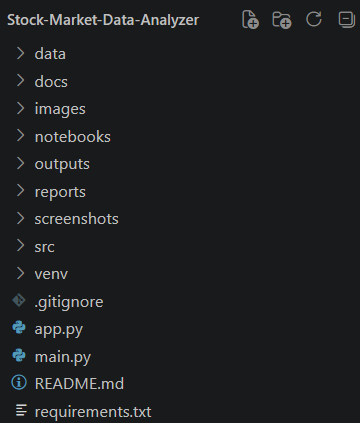 Stock-Market-Data-Analyzer
data
docs
images
notebooks
outputs
reports
screenshots
src
venv
.gitignore
app.py
main.py
README.md
requirements.txt